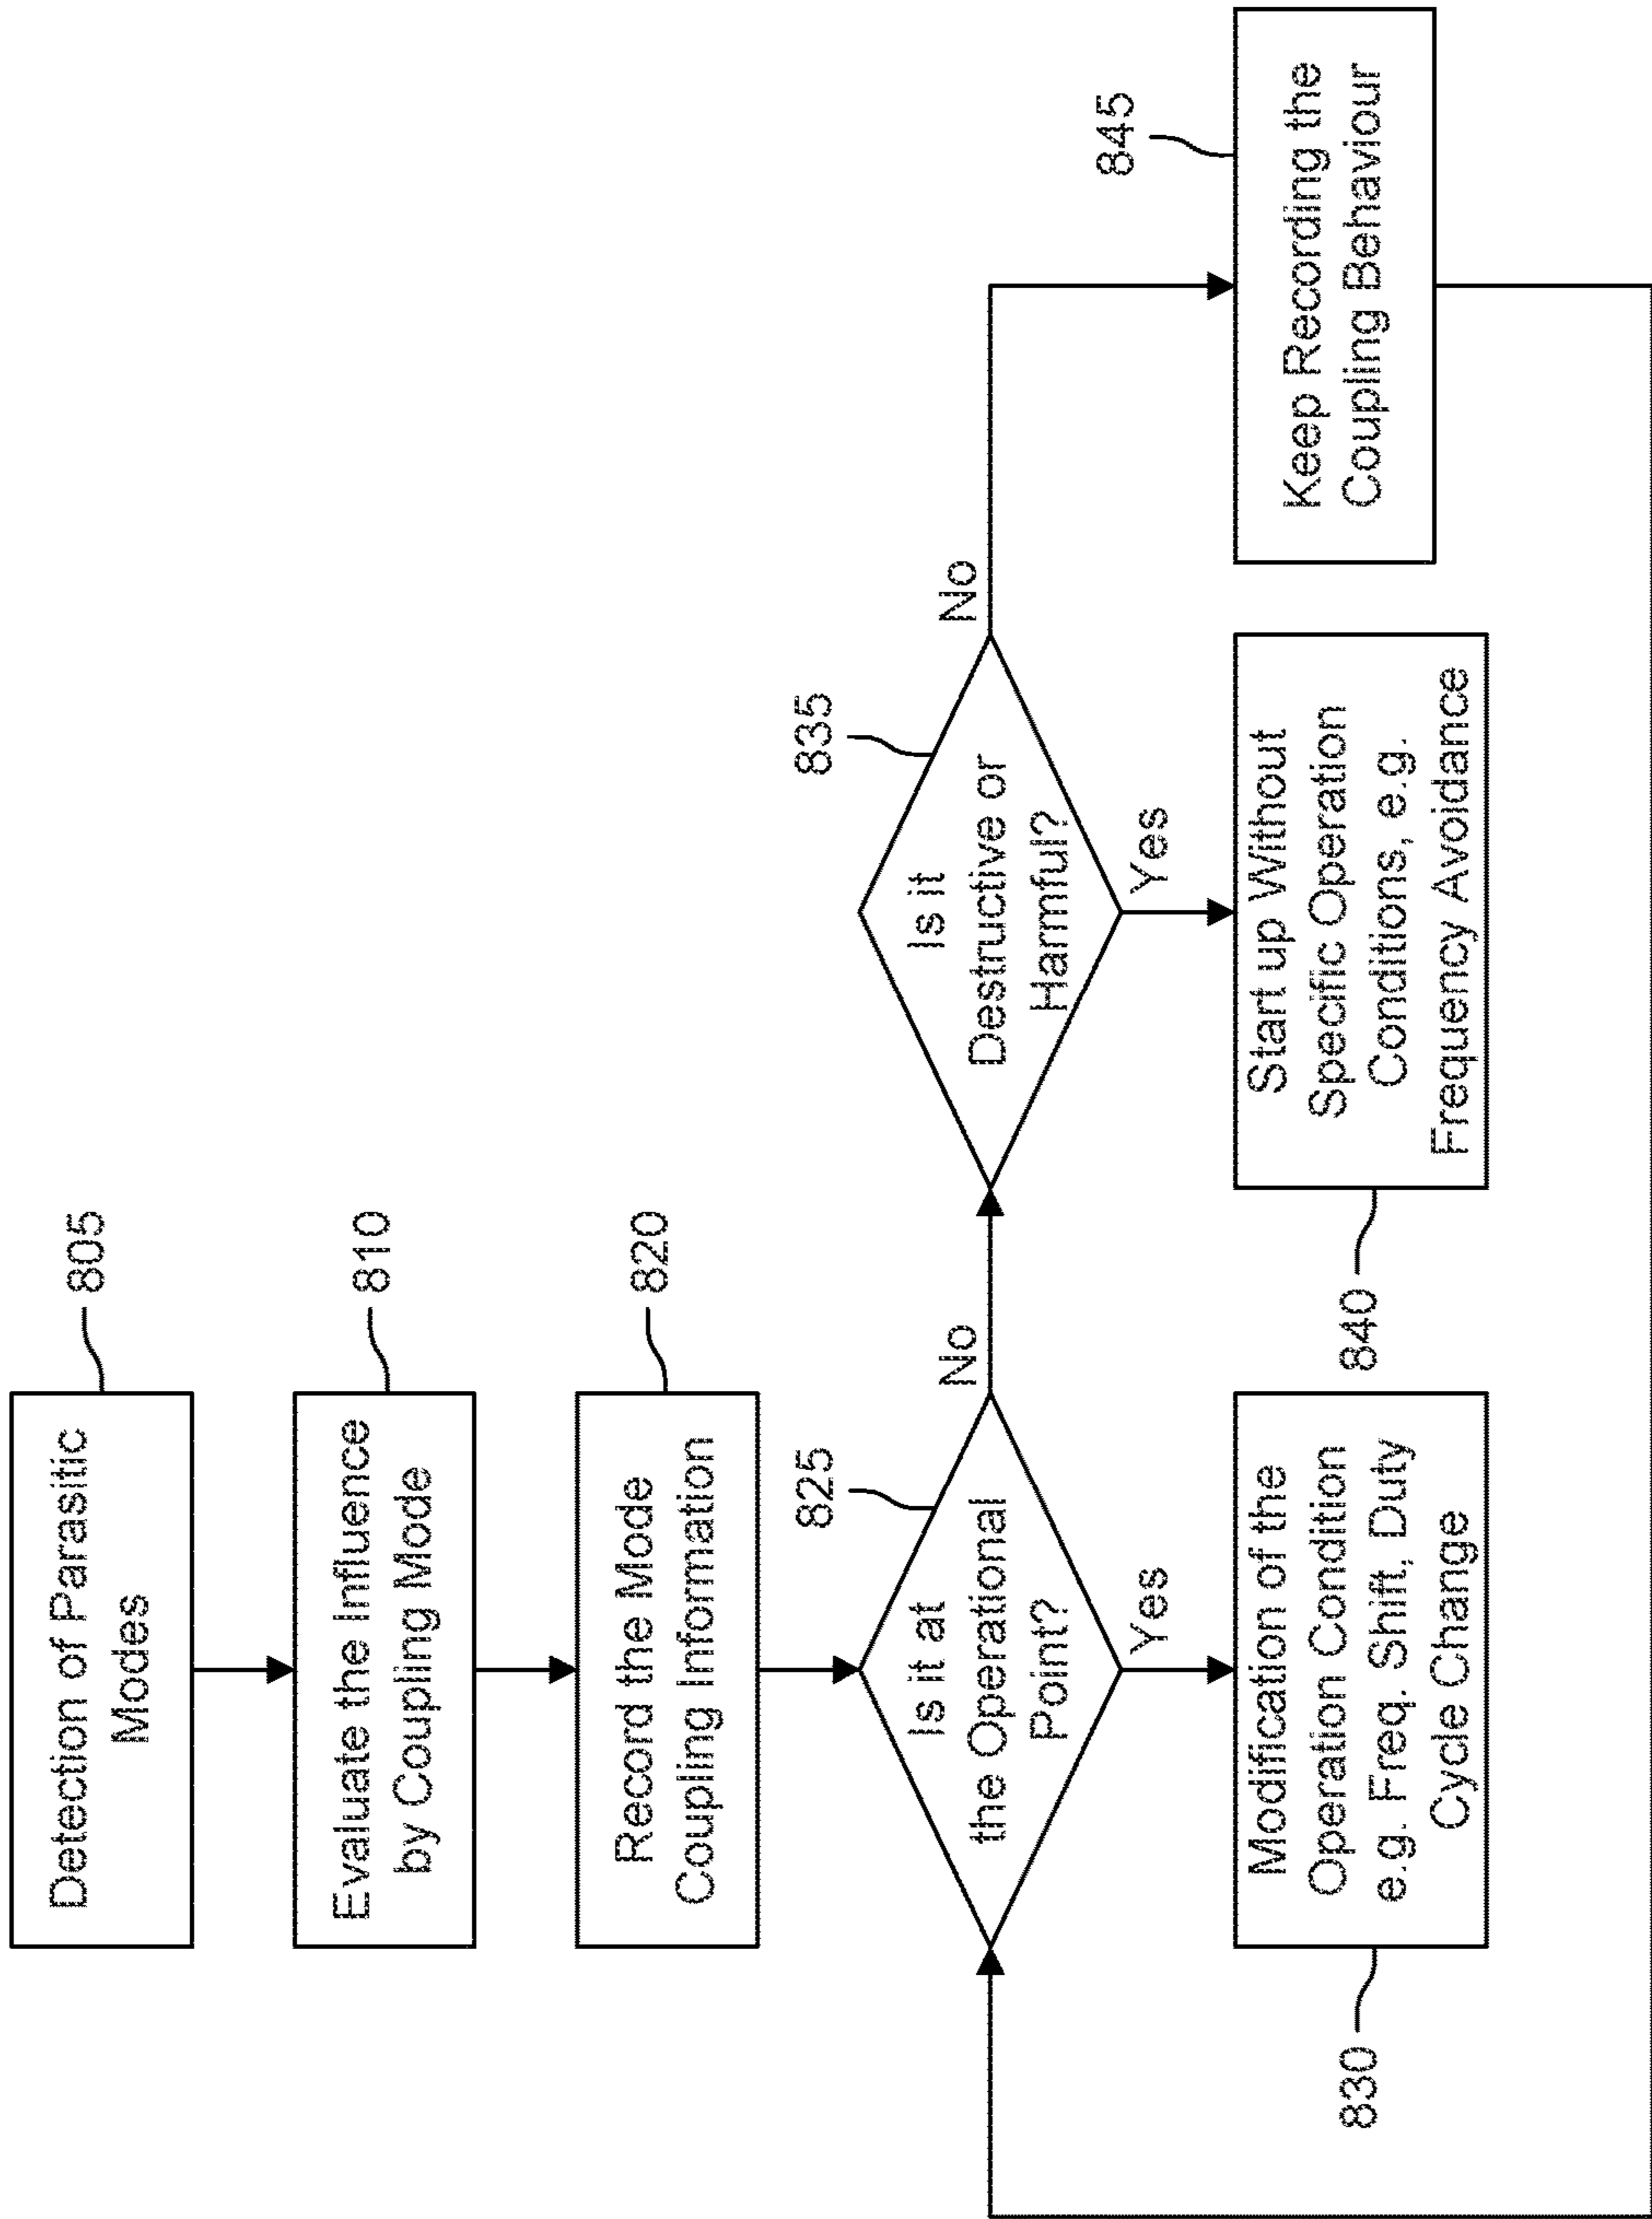 Detection of Parasitic
Modes
805
Evaluate the Influence
by Coupling Mode
810
Record the Mode
Coupling Information
820
825
Is it at
the Operational
Point?
No
Yes
830
Modification of the
Operation Condition
e.g. Freq. Shift, Duty
Cycle Change
835
Is it
Destructive or
Harmful?
No
Yes
840
Start up Without
Specific Operation
Conditions, e.g.
Frequency Avoidance
845
Keep Recording the
Coupling Behaviour